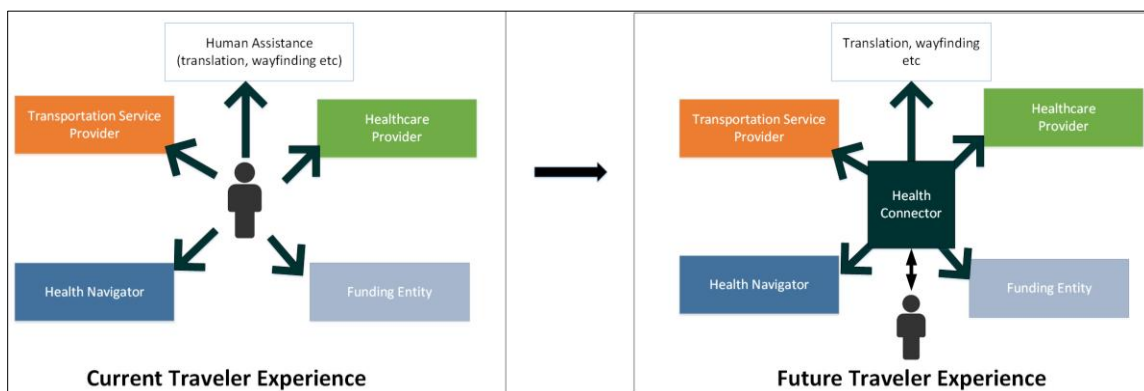 Human Assistance
(translation, wayfinding etc)
Transportation Service
Provider
Healthcare
Provider
Health Navigator
Funding Entity
Current Traveler Experience
Translation, wayfinding
etc
Transportation Service
Provider
Healthcare
Provider
Health
Connector
Health Navigator
Funding Entity
Future Traveler Experience